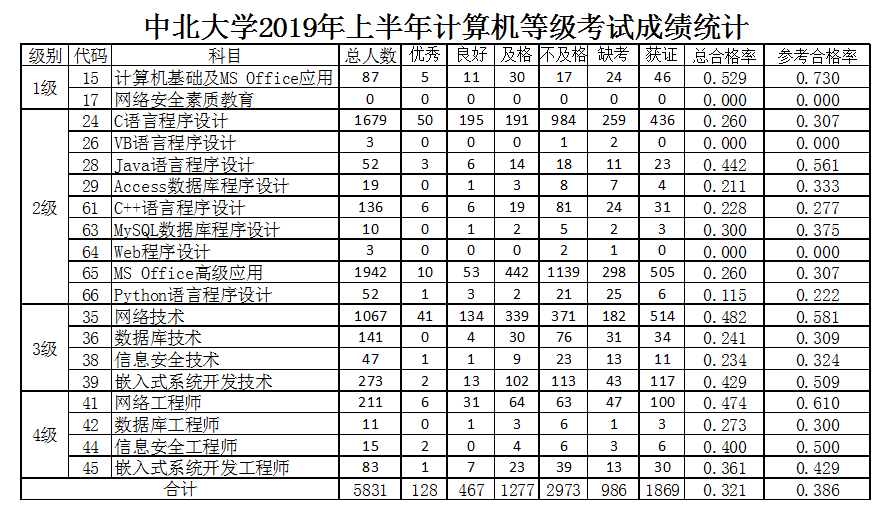 中北大学2019年上半年计算机等级考试成绩统计
级别 代码 科目 总人数 优秀 良好 及格 不及格 缺考 获证 总合格率 参考合格率
1级 15 计算机基础及MS Office应用 87 5 11 30 17 24 46 0.529 0.730
17 网络安全素质教育 0 0 0 0 0 0 0 0.000 0.000
2级 24 C语言程序设计 1679 50 195 191 984 259 436 0.260 0.307
26 VB语言程序设计 3 0 0 0 1 2 0 0.000 0.000
28 Java语言程序设计 52 3 6 14 18 11 23 0.442 0.561
29 Access数据库程序设计 19 0 1 3 8 7 4 0.211 0.333
61 C++语言程序设计 136 6 6 19 81 24 31 0.228 0.277
63 MySQL数据库程序设计 10 0 1 2 5 2 3 0.300 0.375
64 Web程序设计 3 0 0 0 2 1 0 0.000 0.000
65 MS Office高级应用 1942 10 53 442 1139 298 505 0.260 0.307
66 Python语言程序设计 52 1 3 2 21 25 6 0.115 0.222
3级 35 网络技术 1067 41 134 339 371 182 514 0.482 0.581
36 数据库技术 141 0 4 30 76 31 34 0.241 0.309
38 信息安全技术 47 1 1 9 23 13 11 0.234 0.324
39 嵌入式系统开发技术 273 2 13 102 113 43 117 0.429 0.509
4级 41 网络工程师 211 6 31 64 63 47 100 0.474 0.610
42 数据库工程师 11 0 1 3 6 1 3 0.273 0.300
44 信息安全工程师 15 2 0 4 6 3 6 0.400 0.500
45 嵌入式系统开发工程师 83 1 7 23 39 13 30 0.361 0.429
合计 5831 128 467 1277 2973 986 1869 0.321 0.386